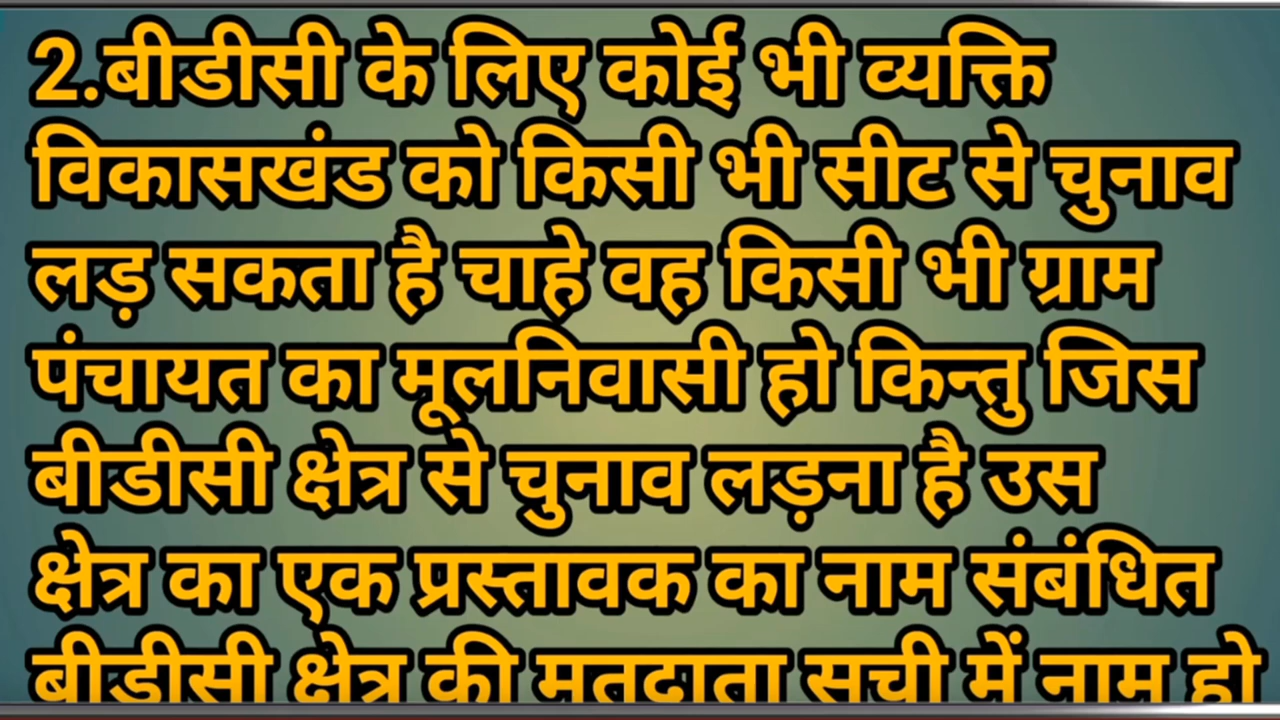 2.बीडीसी के लिए कोई भी व्यक्ति
विकासखंड को किसी भी सीट से चुनाव
लड़ सकता है चाहे वह किसी भी ग्राम
पंचायत का मूलनिवासी हो किन्तु जिस
बीडीसी क्षेत्र से चुनाव लड़ना है उस
क्षेत्र का एक प्रस्तावक का नाम संबंधित
बीडीसी क्षेत्र की मतदाता सूची में नाम हो